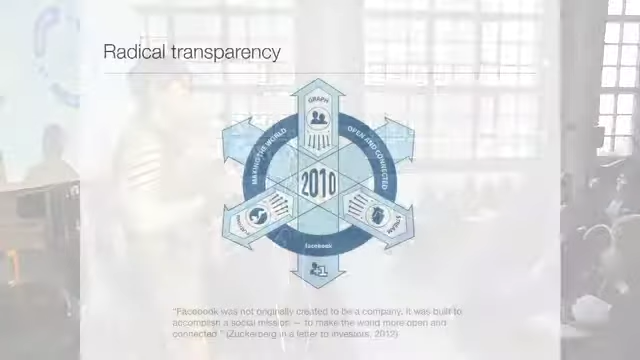 Radical transparency
GRAPH
MAKING THE WORLD
OPEN AND CONNECTED
2010
STREAM
facebook
"Facebook was not originally created to be a company. It was built to
accomplish a social mission — to make the world more open and
connected." (Zuckerberg in a letter to investors, 2012)